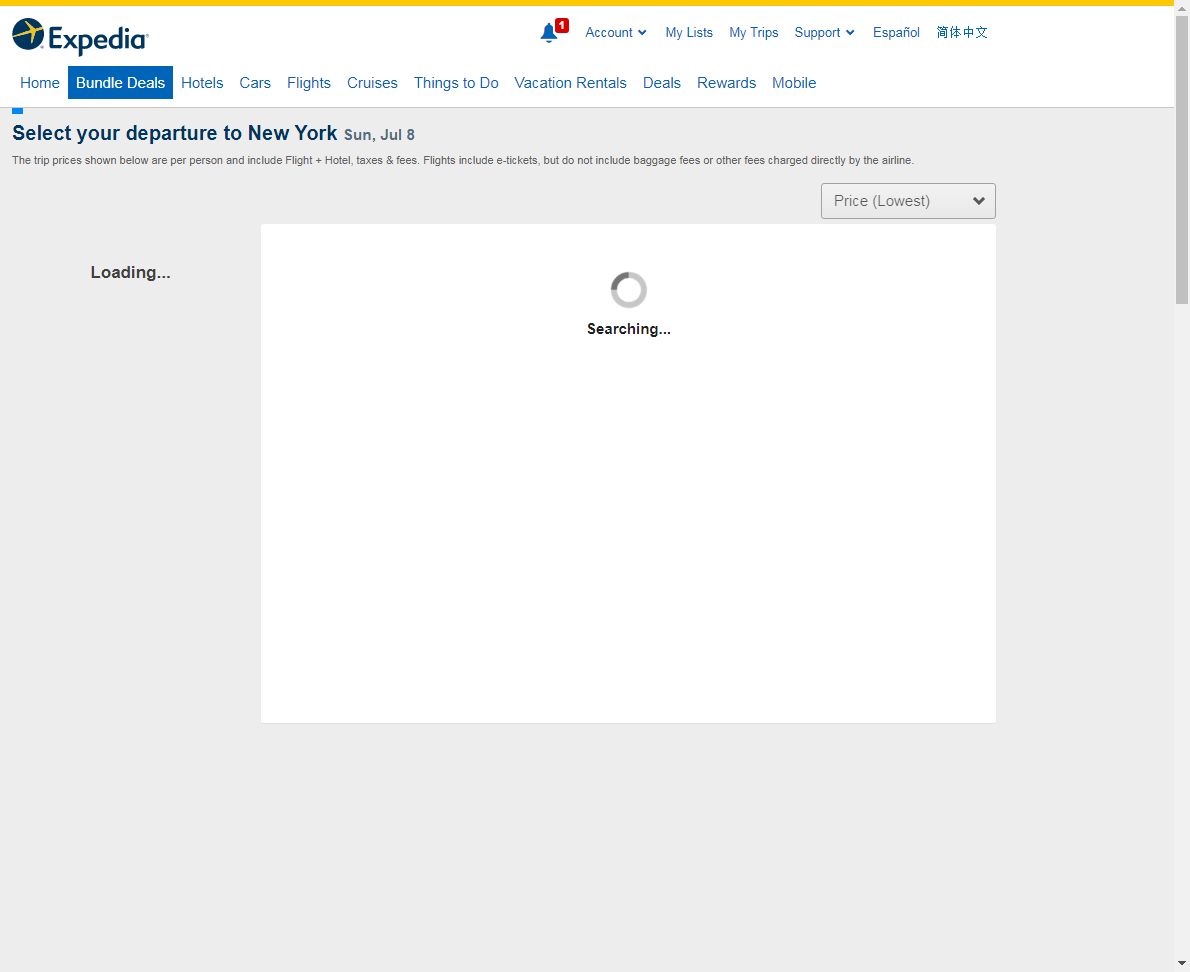 Expedia
1
Account
My Lists
My Trips
Support
Español
简体中文
Home
Bundle Deals
Hotels
Cars
Flights
Cruises
Things to Do
Vacation Rentals
Deals
Rewards
Mobile
Select your departure to New York Sun, Jul 8
The trip prices shown below are per person and include Flight + Hotel, taxes & fees. Flights include e-tickets, but do not include baggage fees or other fees charged directly by the airline.
Price (Lowest)
Loading...
Searching...